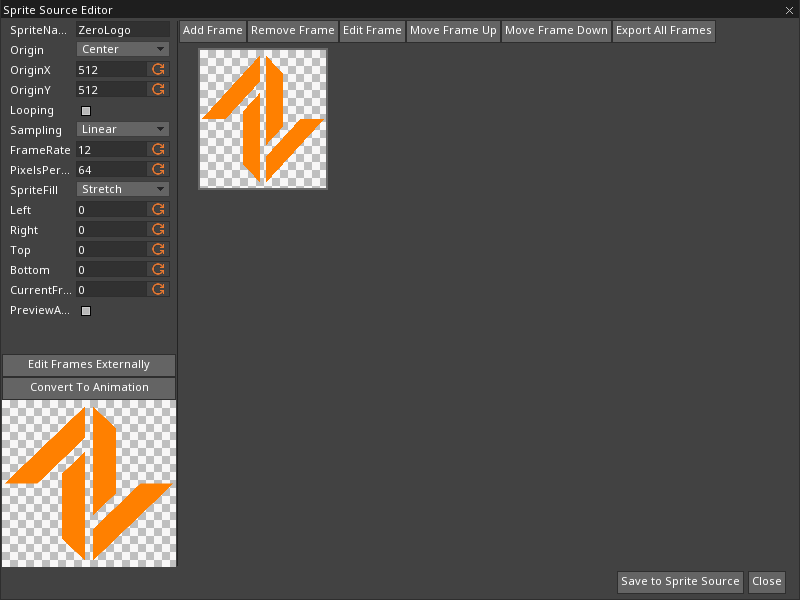 Sprite Source Editor
SpriteNa... ZeroLogo
Origin Center
OriginX 512
OriginY 512
Looping
Sampling Linear
FrameRate 12
PixelsPer... 64
SpriteFill Stretch
Left 0
Right 0
Top 0
Bottom 0
CurrentFr... 0
PreviewA...
Edit Frames Externally
Convert To Animation
Add Frame Remove Frame Edit Frame Move Frame Up Move Frame Down Export All Frames
Save to Sprite Source Close